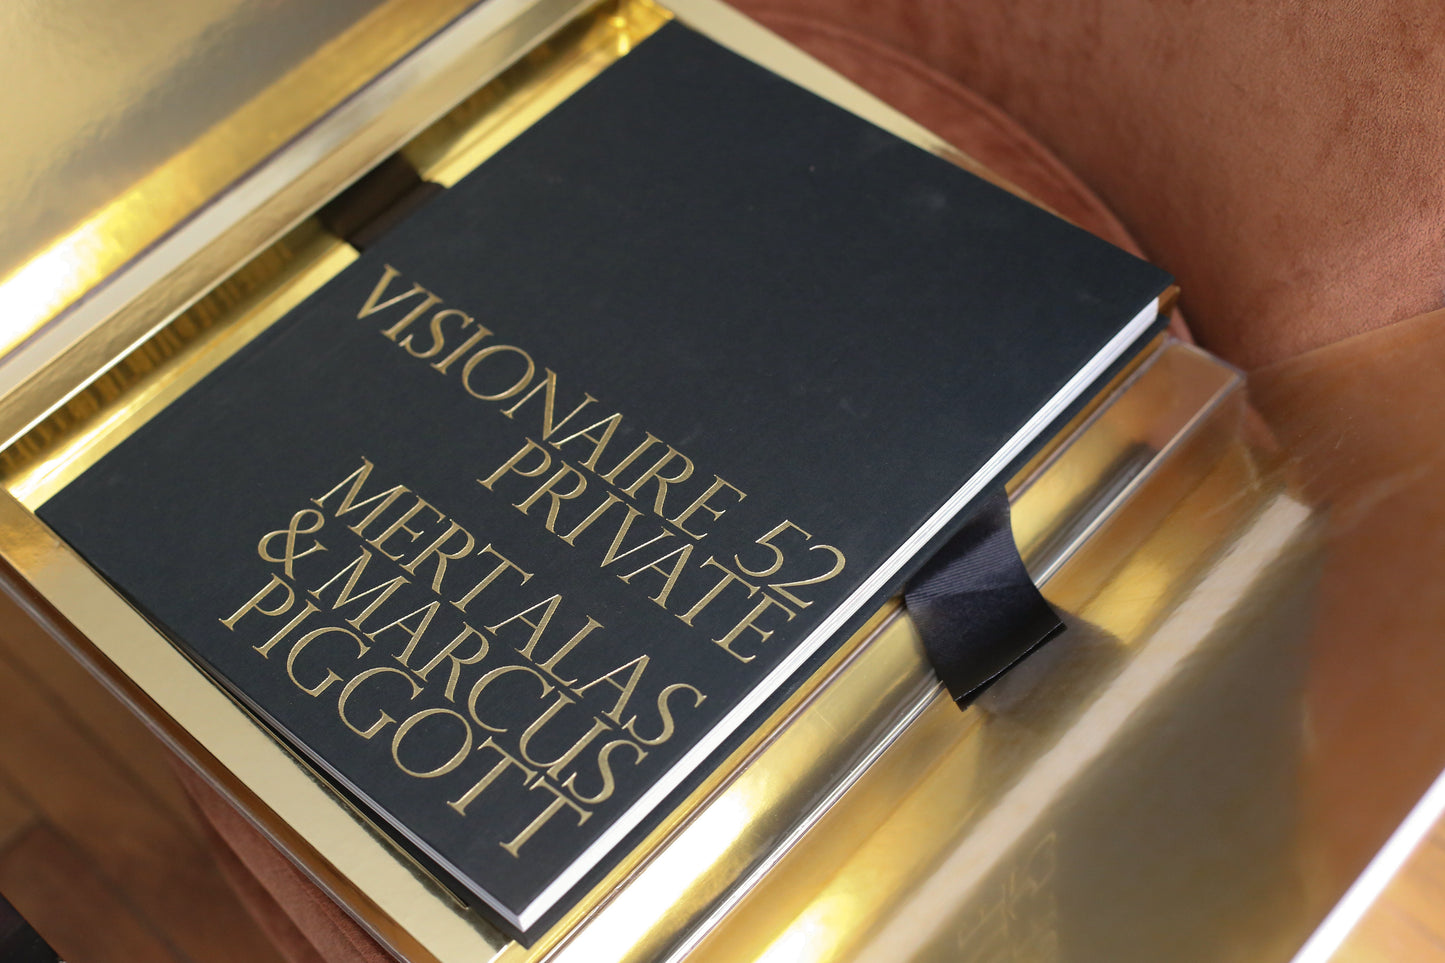 VISIONAIRE 52
PRIVATE
MERT ALAS
& MARCUS
PIGGOTT